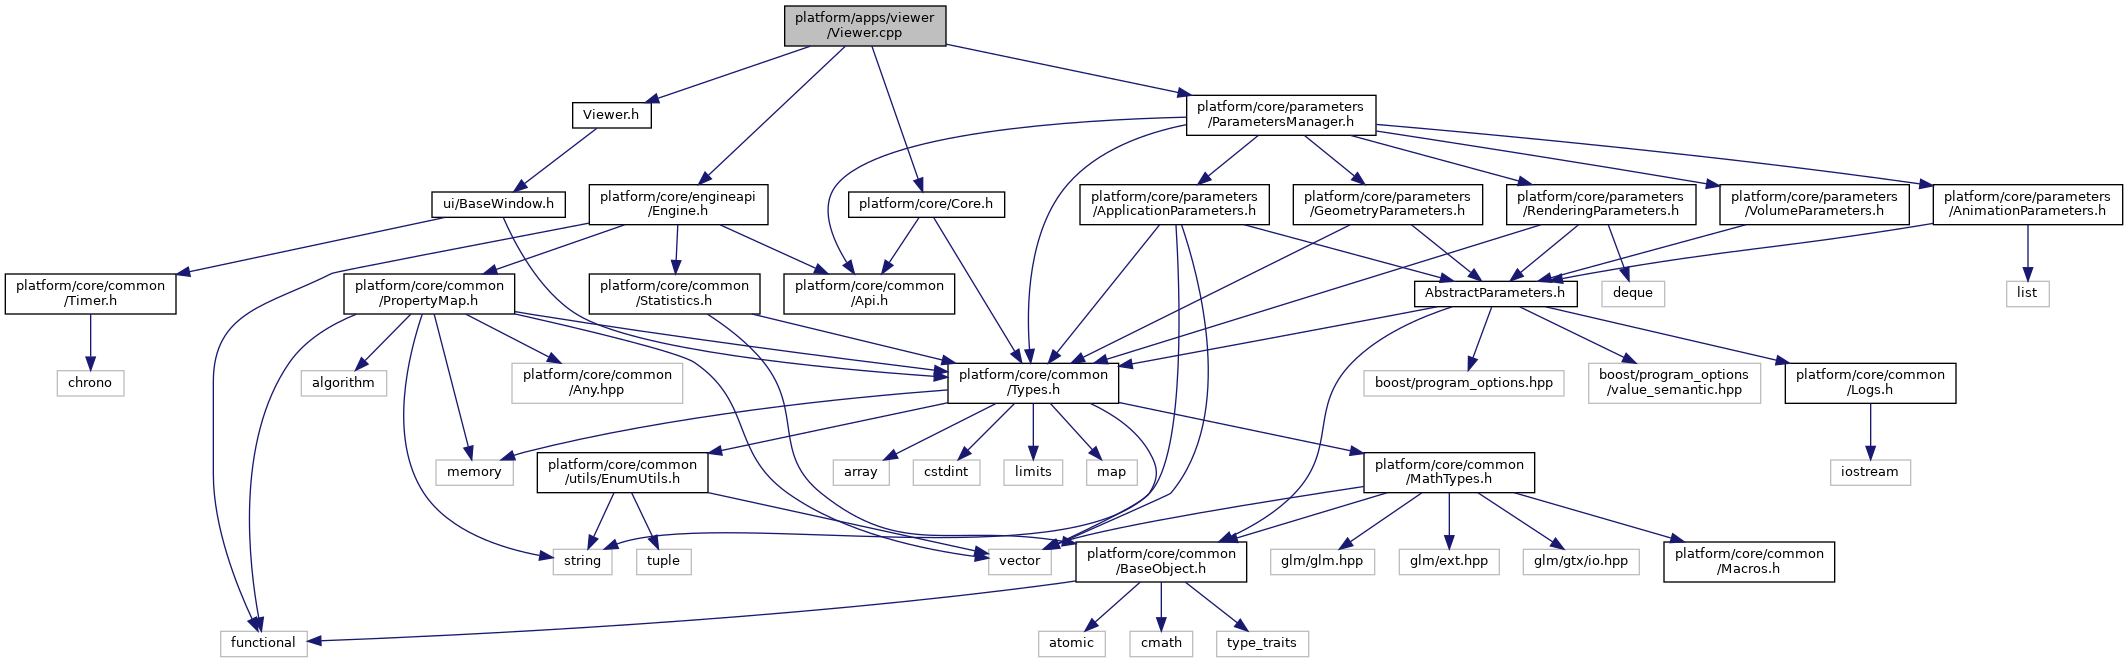 platform/apps/viewer
/Viewer.cpp
Viewer.h
platform/core/parameters
/ParametersManager.h
ui/BaseWindow.h
platform/core/engineapi
/Engine.h
platform/core/Core.h
platform/core/parameters
/ApplicationParameters.h
platform/core/parameters
/GeometryParameters.h
platform/core/parameters
/RenderingParameters.h
platform/core/parameters
/VolumeParameters.h
platform/core/parameters
/AnimationParameters.h
platform/core/common
/Timer.h
platform/core/common
/PropertyMap.h
platform/core/common
/Statistics.h
platform/core/common
/Api.h
AbstractParameters.h
deque
list
chrono
algorithm
platform/core/common
/Any.hpp
platform/core/common
/Types.h
boost/program_options.hpp
boost/program_options
/value_semantic.hpp
platform/core/common
/Logs.h
memory
platform/core/common
/utils/EnumUtils.h
array
cstdint
limits
map
platform/core/common
/MathTypes.h
iostream
string
tuple
vector
platform/core/common
/BaseObject.h
glm/glm.hpp
glm/ext.hpp
glm/gtx/io.hpp
platform/core/common
/Macros.h
functional
atomic
cmath
type_traits